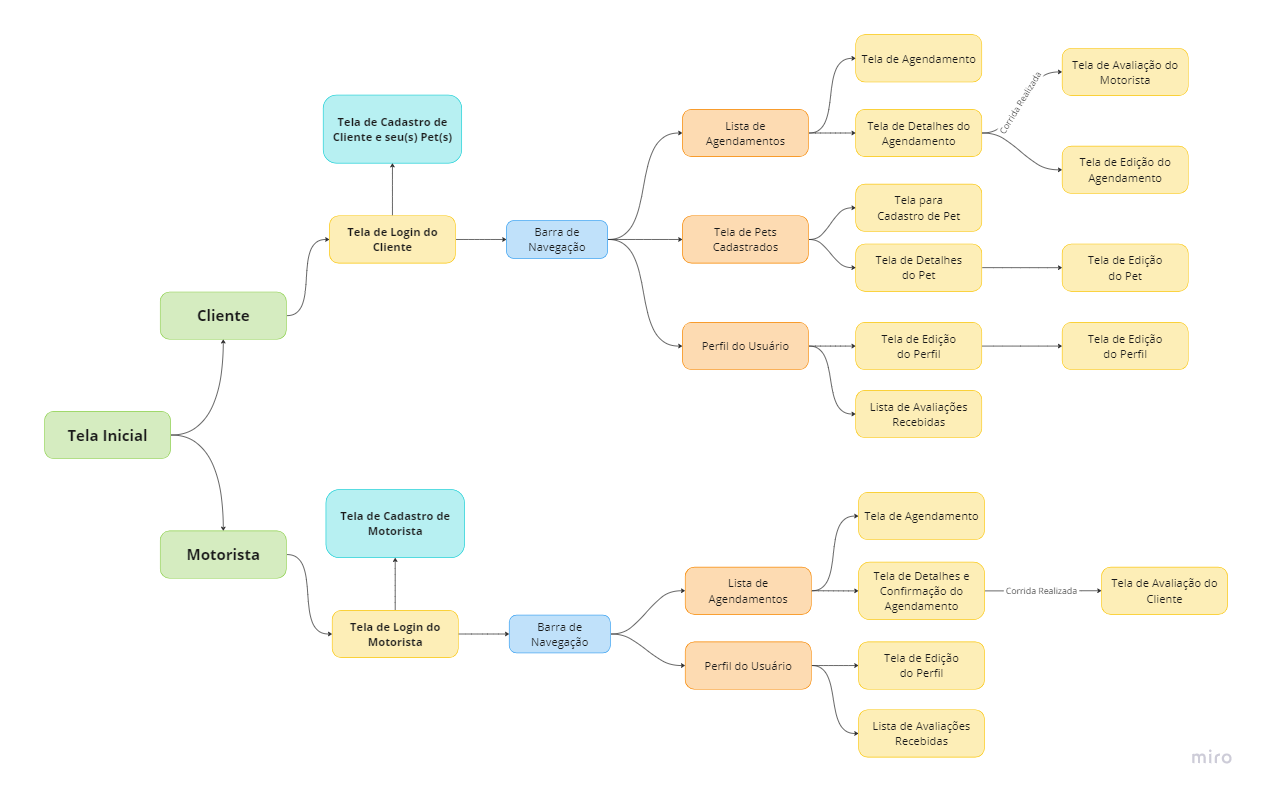 Tela Inicial
Cliente
Tela de Cadastro de
Cliente e seu(s) Pet(s)
Tela de Login do
Cliente
Barra de
Navegação
Lista de
Agendamentos
Tela de Agendamento
Tela de Detalhes do
Agendamento
Corrida Realizada
Tela de Avaliação do
Motorista
Tela de Edição do
Agendamento
Tela de Pets
Cadastrados
Tela para
Cadastro de Pet
Tela de Detalhes
do Pet
Tela de Edição
do Pet
Perfil do Usuário
Tela de Edição
do Perfil
Tela de Edição
do Perfil
Lista de Avaliações
Recebidas
Motorista
Tela de Cadastro de
Motorista
Tela de Login do
Motorista
Barra de
Navegação
Lista de
Agendamentos
Tela de Agendamento
Tela de Detalhes e
Confirmação do
Agendamento
Corrida Realizada
Tela de Avaliação do
Cliente
Perfil do Usuário
Tela de Edição
do Perfil
Lista de Avaliações
Recebidas
miro